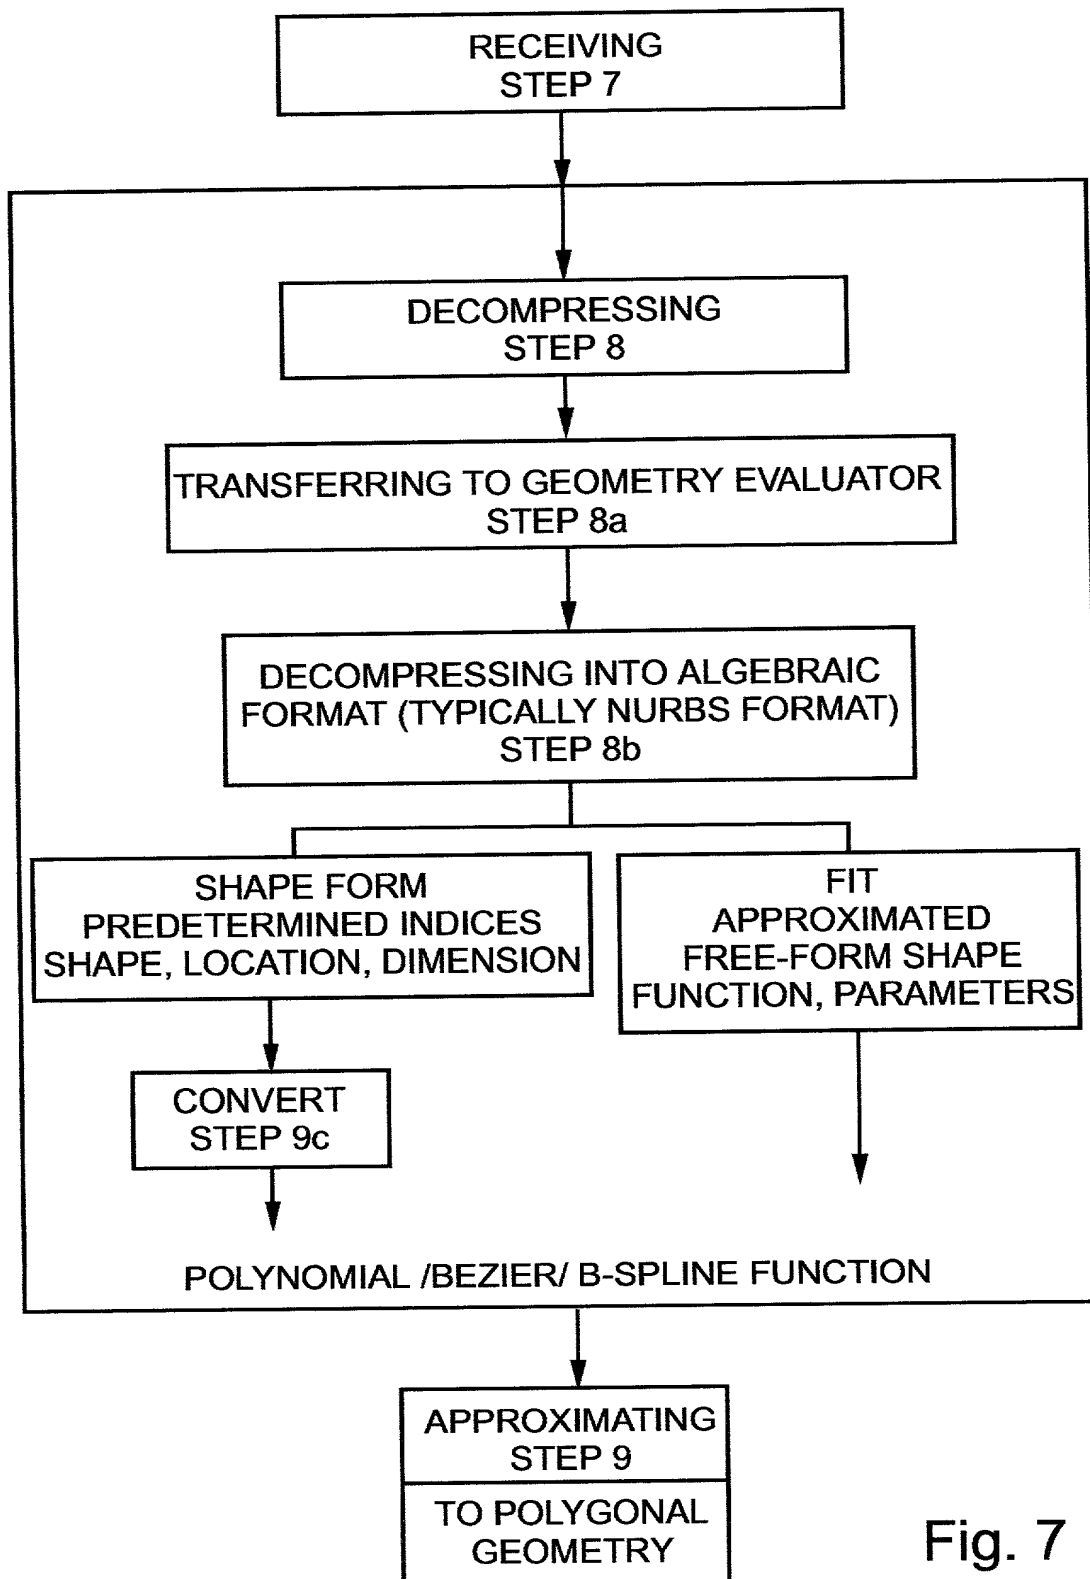 RECEIVING
STEP 7
DECOMPRESSING
STEP 8
TRANSFERRING TO GEOMETRY EVALUATOR
STEP 8a
DECOMPRESSING INTO ALGEBRAIC
FORMAT (TYPICALLY NURBS FORMAT)
STEP 8b
SHAPE FORM
PREDETERMINED INDICES
SHAPE, LOCATION, DIMENSION
FIT
APPROXIMATED
FREE-FORM SHAPE
FUNCTION, PARAMETERS
CONVERT
STEP 9c
POLYNOMIAL /BEZIER/ B-SPLINE FUNCTION
APPROXIMATING
STEP 9
TO POLYGONAL
GEOMETRY
Fig. 7